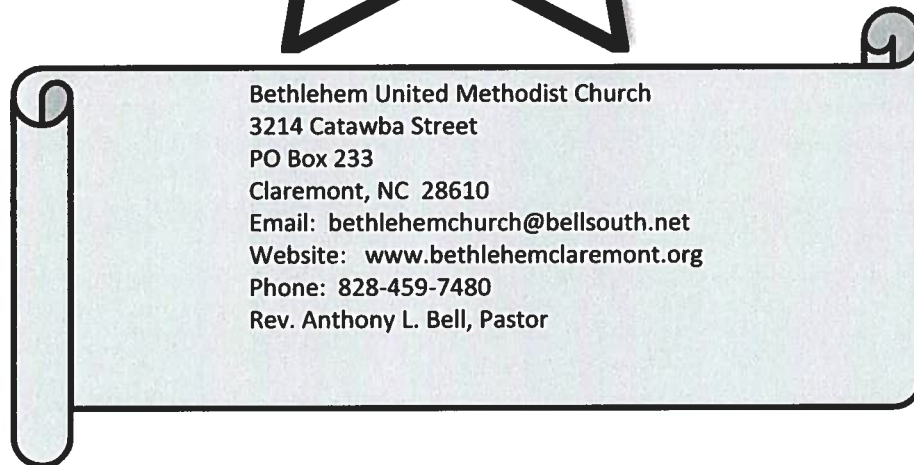 Bethlehem United Methodist Church
3214 Catawba Street
PO Box 233
Claremont, NC  28610
Email:  bethlehemchurch@bellsouth.net
Website:   www.bethlehemclaremont.org
Phone:  828-459-7480
Rev. Anthony L. Bell, Pastor